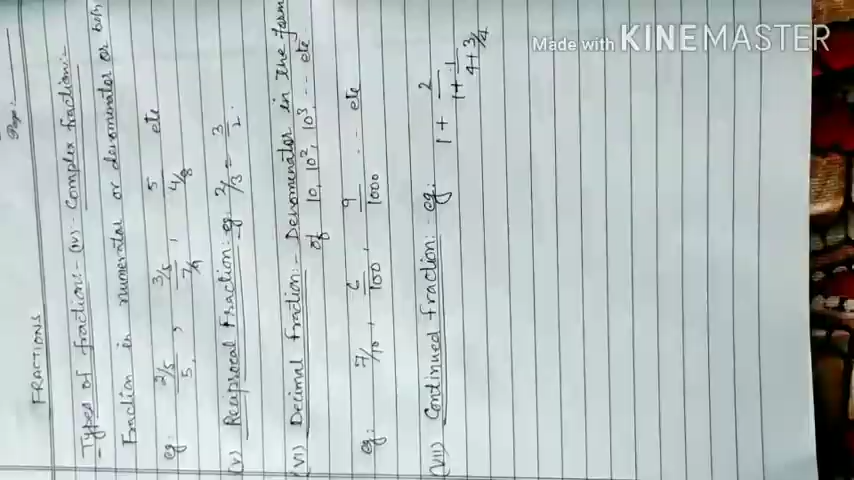 Page:
FRACTIONS
- Types of fraction:- (iv)- Complex fraction:-
Fraction in numerator or denominator or both
eg: 2/5/5, 3/5/7/9, 5/4/8 etc
(v) Reciprocal Fraction: eg. 2/3 = 3/2.
(VI) Decimal fraction:- Denominator in the form
of 10, 10², 10³, -- etc
eg: 7/10, 6/100, 9/1000 -- etc
(VII) Continued fraction: eg: 1 + 2/1+1/4+3/4
Made with KINEMASTER